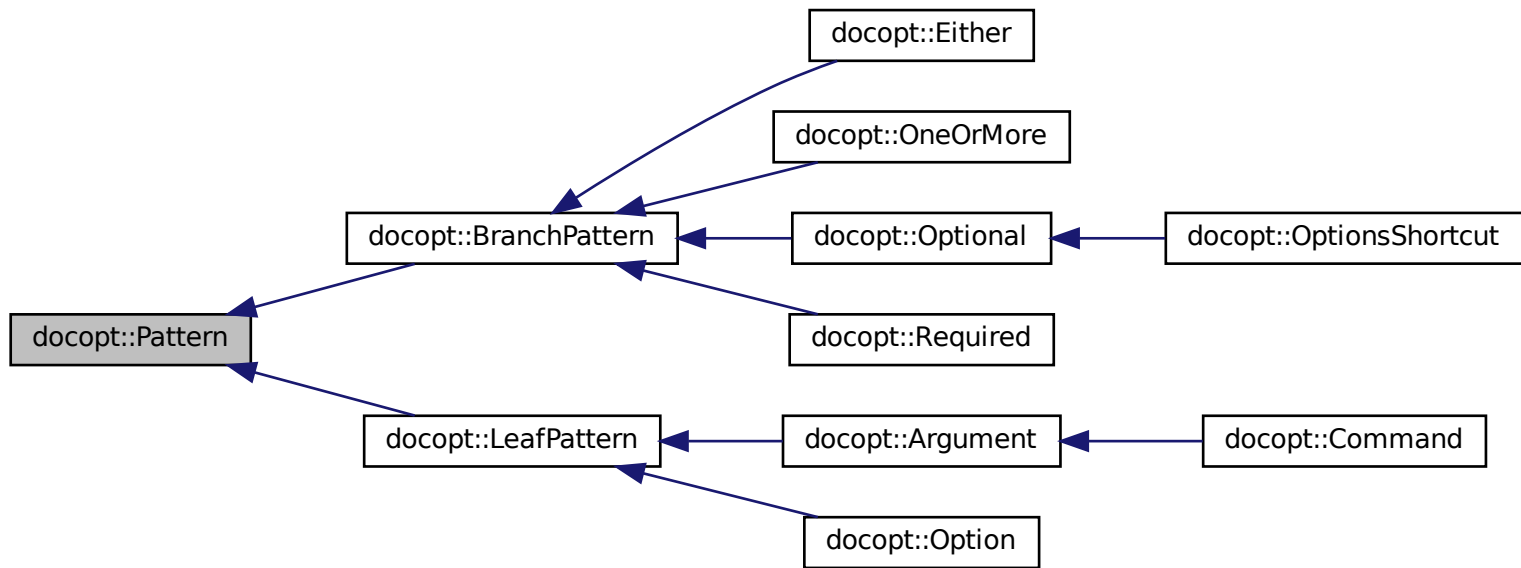 docopt::Either
docopt::OneOrMore
docopt::BranchPattern
docopt::Optional
docopt::OptionsShortcut
docopt::Pattern
docopt::Required
docopt::LeafPattern
docopt::Argument
docopt::Command
docopt::Option